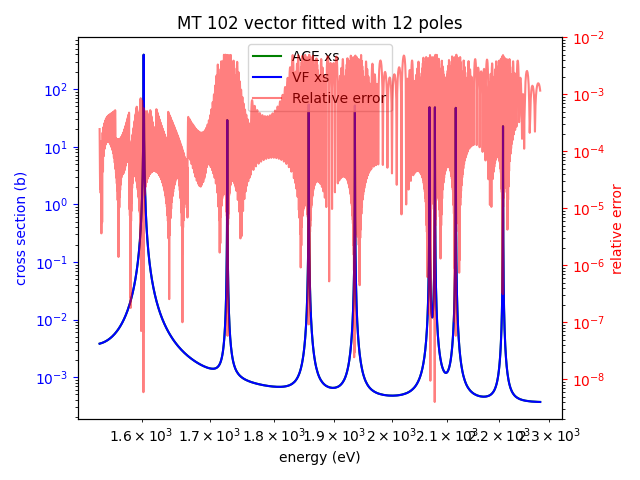 MT 102 vector fitted with 12 poles
ACE xs
VF xs
Relative error
cross section (b)
10²
10¹
10⁰
10⁻¹
10⁻²
10⁻³
10⁻²
10⁻³
10⁻⁴
10⁻⁵
10⁻⁶
10⁻⁷
10⁻⁸
relative error
1.6 × 10³ 1.7 × 10³ 1.8 × 10³ 1.9 × 10³ 2 × 10³ 2.1 × 10³ 2.2 × 10³ 2.3 × 10³
energy (eV)